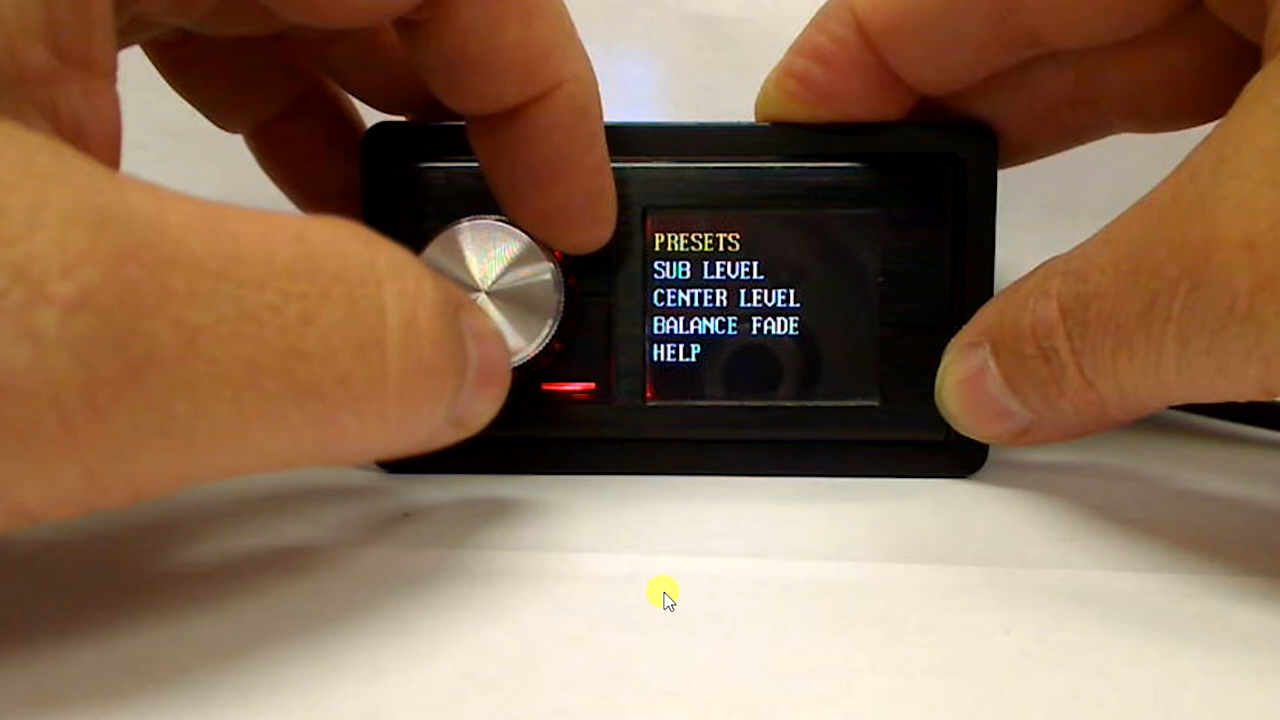 PRESETS
SUB LEVEL
CENTER LEVEL
BALANCE FADE
HELP